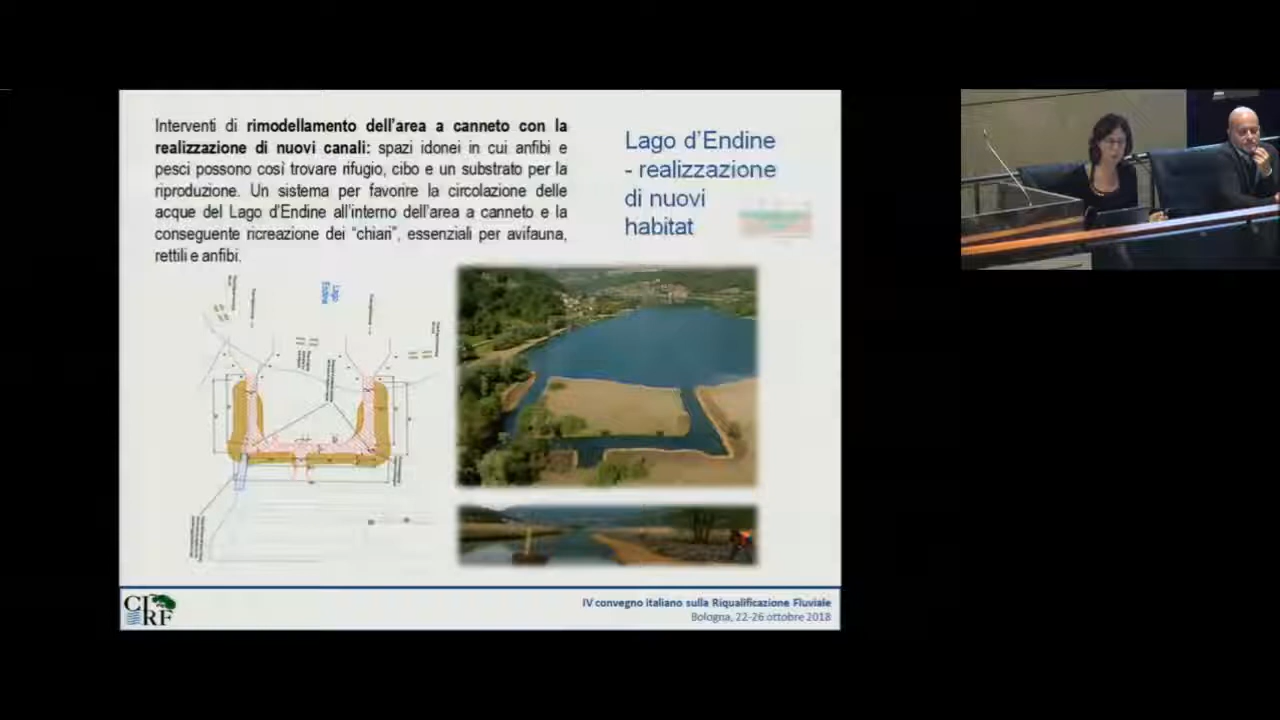 Interventi di rimodellamento dell'area a canneto con la
realizzazione di nuovi canali: spazi idonei in cui anfibi e
pesci possono così trovare rifugio, cibo e un substrato per la
riproduzione. Un sistema per favorire la circolazione delle
acque del Lago d'Endine all'interno dell'area a canneto e la
conseguente ricreazione dei "chiari", essenziali per avifauna,
rettili e anfibi.
Lago d'Endine
- realizzazione
di nuovi
habitat
Lago
CIRF
IV convegno italiano sulla Riqualificazione Fluviale
Bologna, 22-26 ottobre 2018